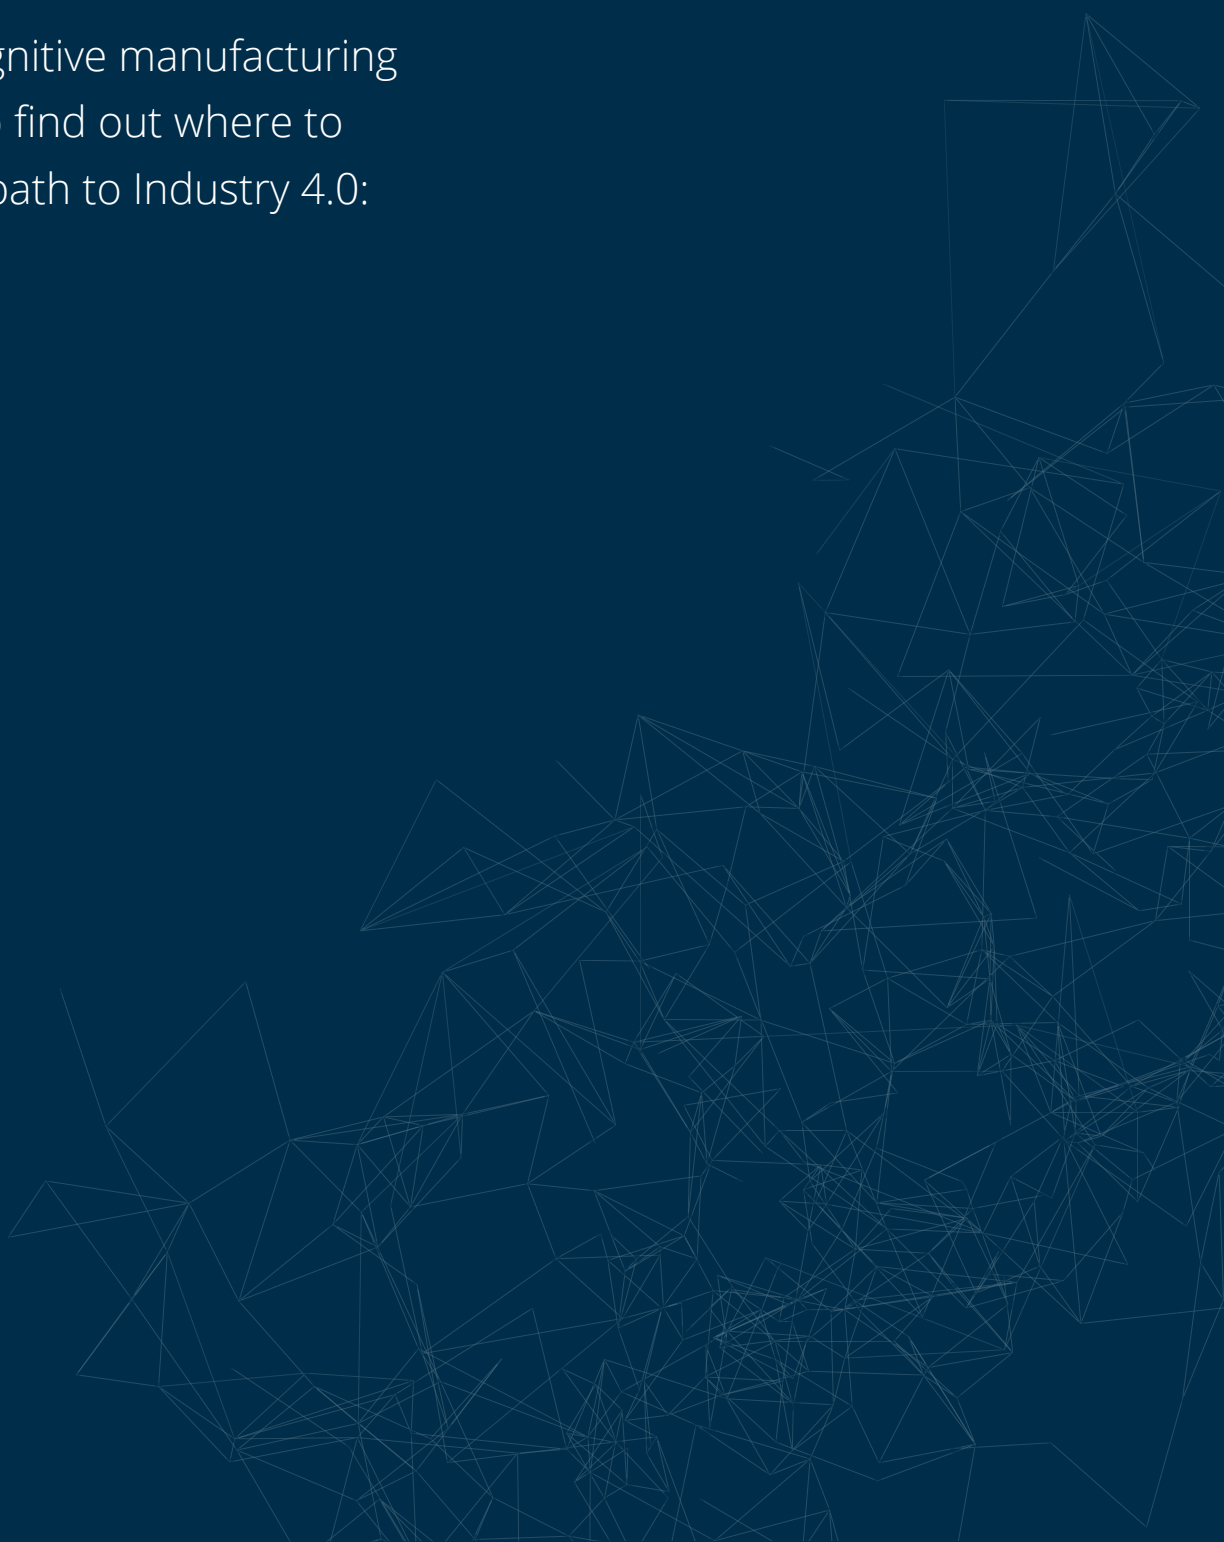 gnitive manufacturing
find out where to
path to Industry 4.0: